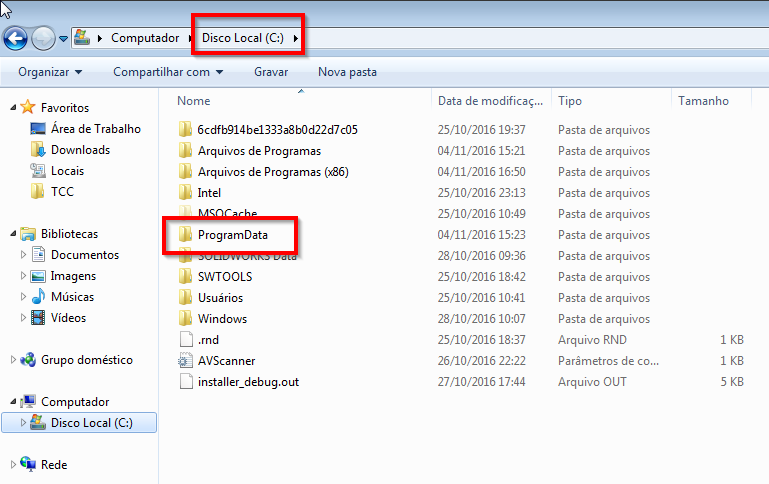 Computador Disco Local (C:)
Organizar Compartilhar com Gravar Nova pasta
Nome Data de modificaç... Tipo Tamanho
Favoritos
Área de Trabalho
Downloads
Locais
TCC
Bibliotecas
Documentos
Imagens
Músicas
Vídeos
Grupo doméstico
Computador
Disco Local (C:)
Rede
6cdfb914be1333a8b0d22d7c05 25/10/2016 19:37 Pasta de arquivos
Arquivos de Programas 04/11/2016 15:21 Pasta de arquivos
Arquivos de Programas (x86) 04/11/2016 16:50 Pasta de arquivos
Intel 25/10/2016 23:13 Pasta de arquivos
MSOCache 25/10/2016 10:49 Pasta de arquivos
ProgramData 04/11/2016 15:23 Pasta de arquivos
SOLIDWORKS Data 28/10/2016 09:36 Pasta de arquivos
SWTOOLS 25/10/2016 18:42 Pasta de arquivos
Usuários 25/10/2016 10:41 Pasta de arquivos
Windows 28/10/2016 10:07 Pasta de arquivos
.rnd 25/10/2016 18:37 Arquivo RND 1 KB
AVScanner 26/10/2016 22:22 Parâmetros de co... 1 KB
installer_debug.out 27/10/2016 17:44 Arquivo OUT 5 KB